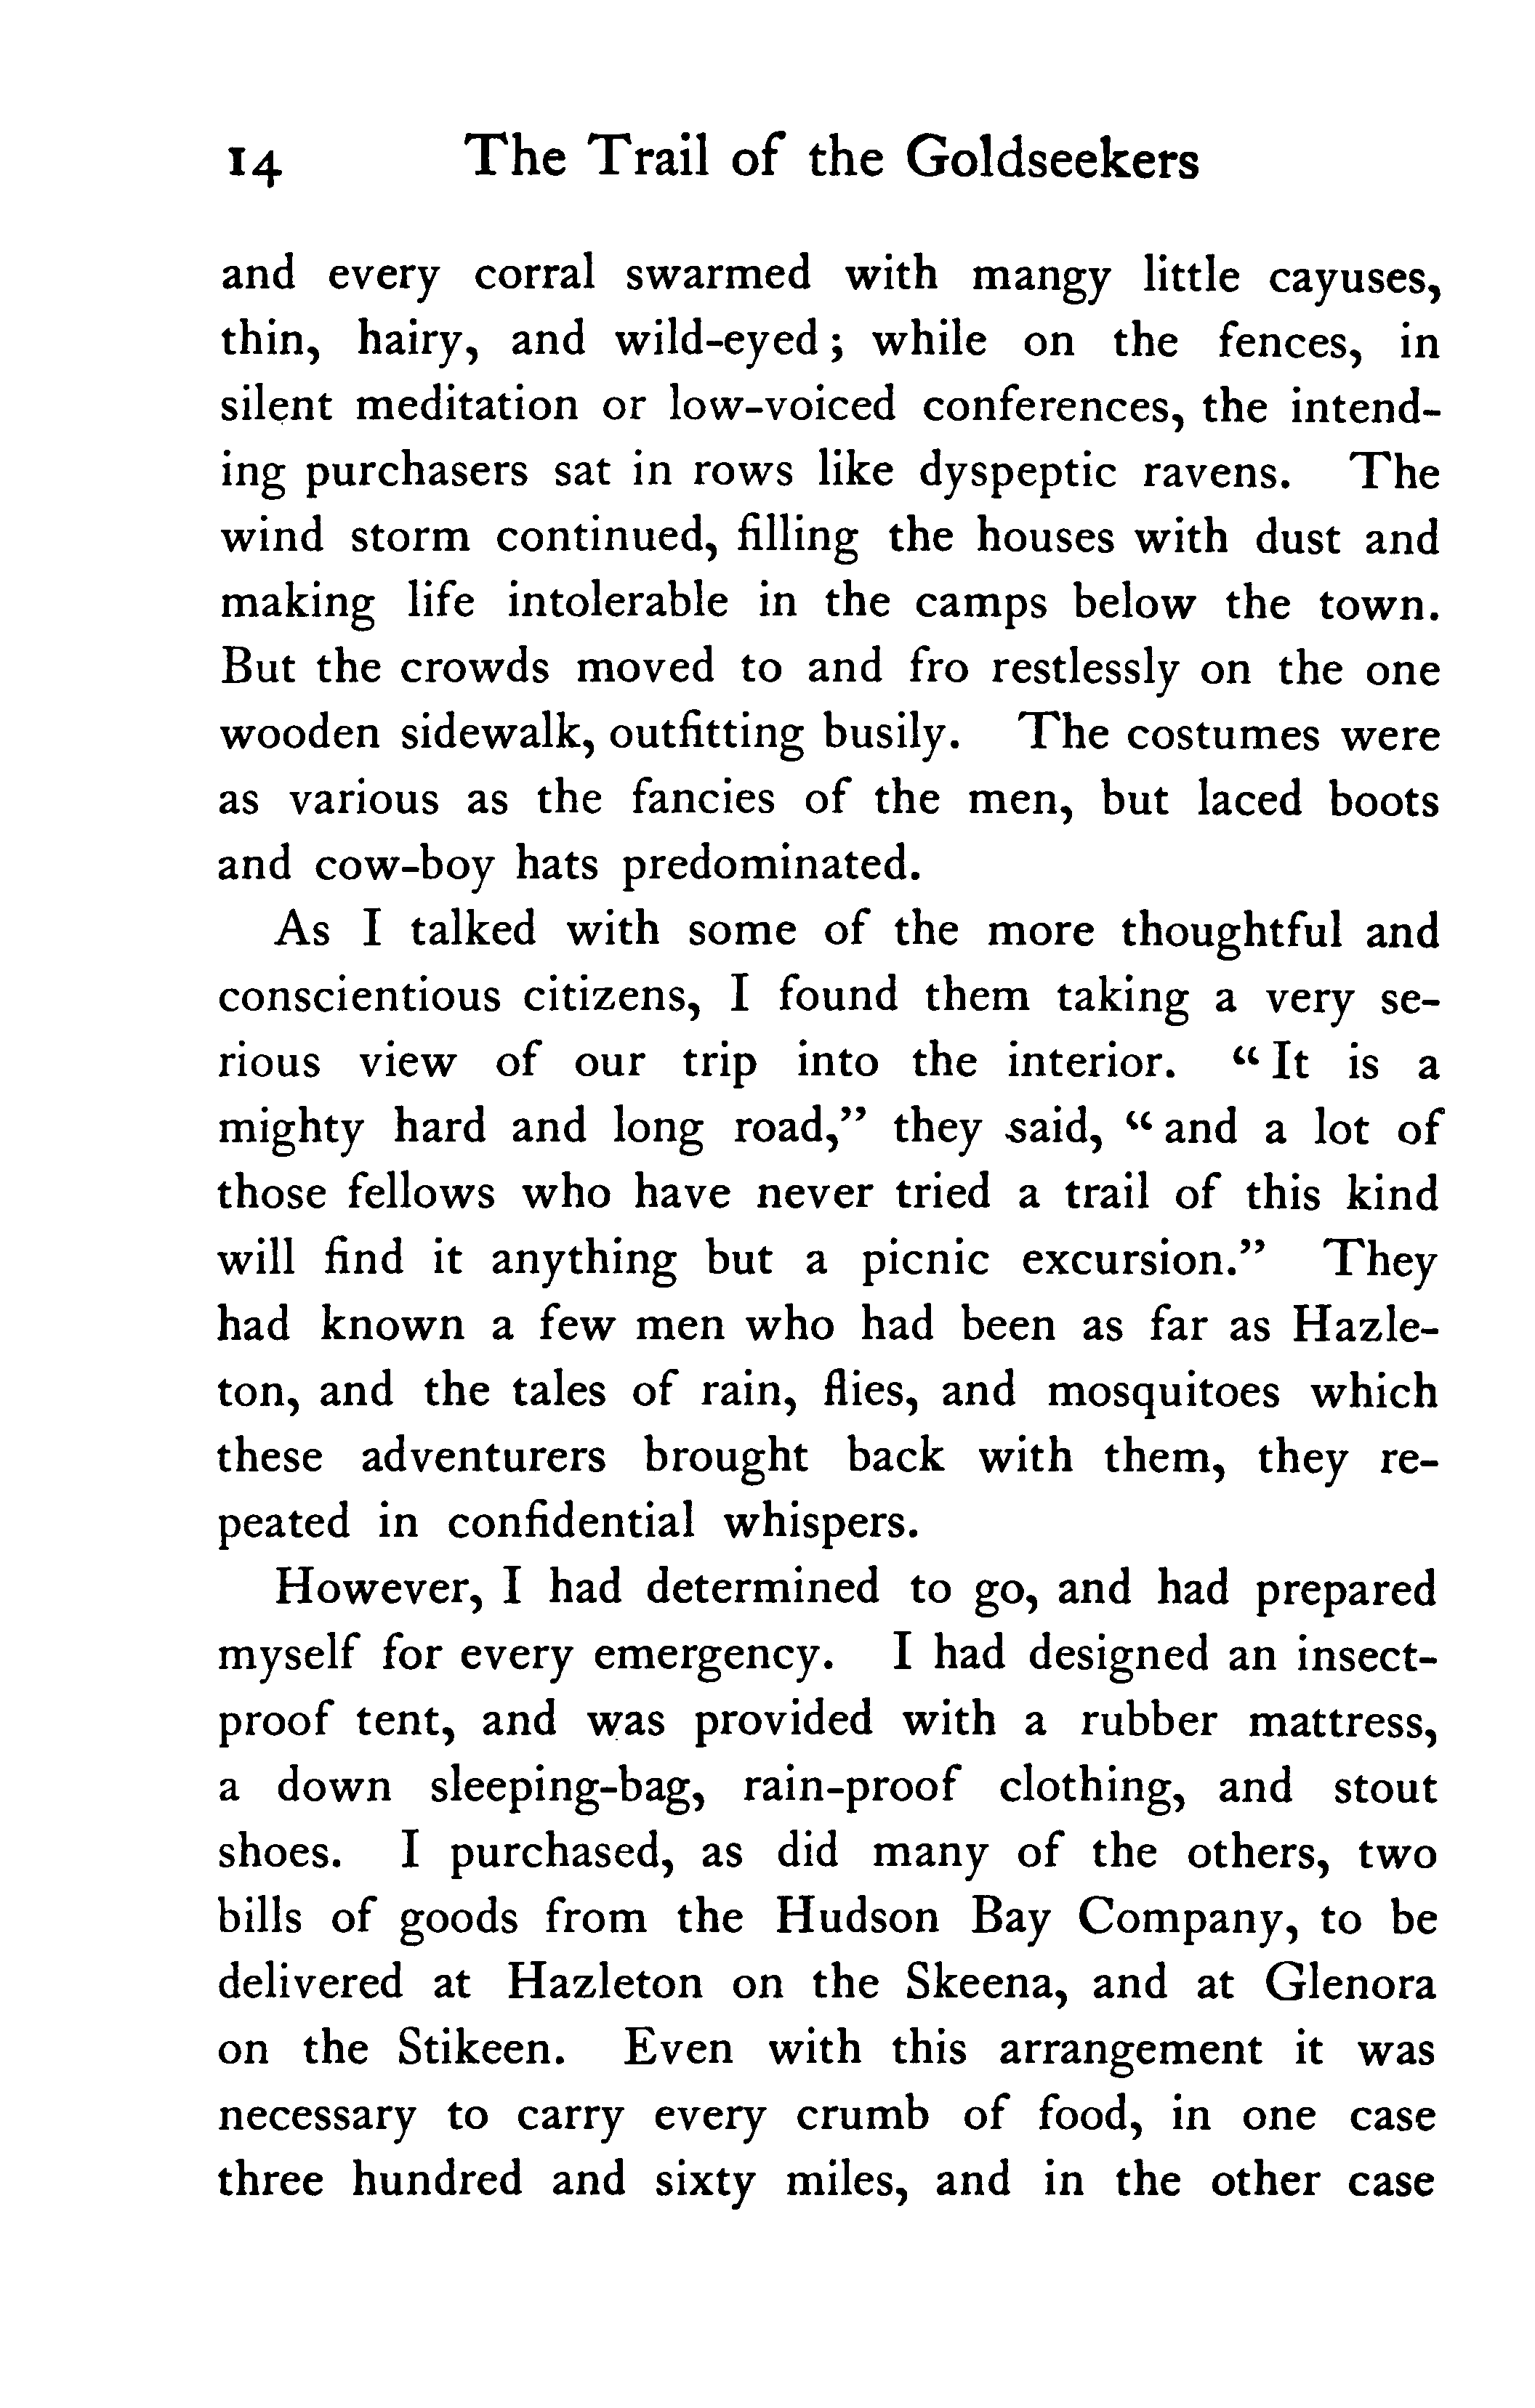 14 The Trail of the Goldseekers
and every corral swarmed with mangy little cayuses,
thin, hairy, and wild-eyed; while on the fences, in
silent meditation or low-voiced conferences, the intend-
ing purchasers sat in rows like dyspeptic ravens. The
wind storm continued, filling the houses with dust and
making life intolerable in the camps below the town.
But the crowds moved to and fro restlessly on the one
wooden sidewalk, outfitting busily. The costumes were
as various as the fancies of the men, but laced boots
and cow-boy hats predominated.
As I talked with some of the more thoughtful and
conscientious citizens, I found them taking a very se-
rious view of our trip into the interior. “It is a
mighty hard and long road,” they said, “and a lot of
those fellows who have never tried a trail of this kind
will find it anything but a picnic excursion.” They
had known a few men who had been as far as Hazle-
ton, and the tales of rain, flies, and mosquitoes which
these adventurers brought back with them, they re-
peated in confidential whispers.
However, I had determined to go, and had prepared
myself for every emergency. I had designed an insect-
proof tent, and was provided with a rubber mattress,
a down sleeping-bag, rain-proof clothing, and stout
shoes. I purchased, as did many of the others, two
bills of goods from the Hudson Bay Company, to be
delivered at Hazleton on the Skeena, and at Glenora
on the Stikeen. Even with this arrangement it was
necessary to carry every crumb of food, in one case
three hundred and sixty miles, and in the other case